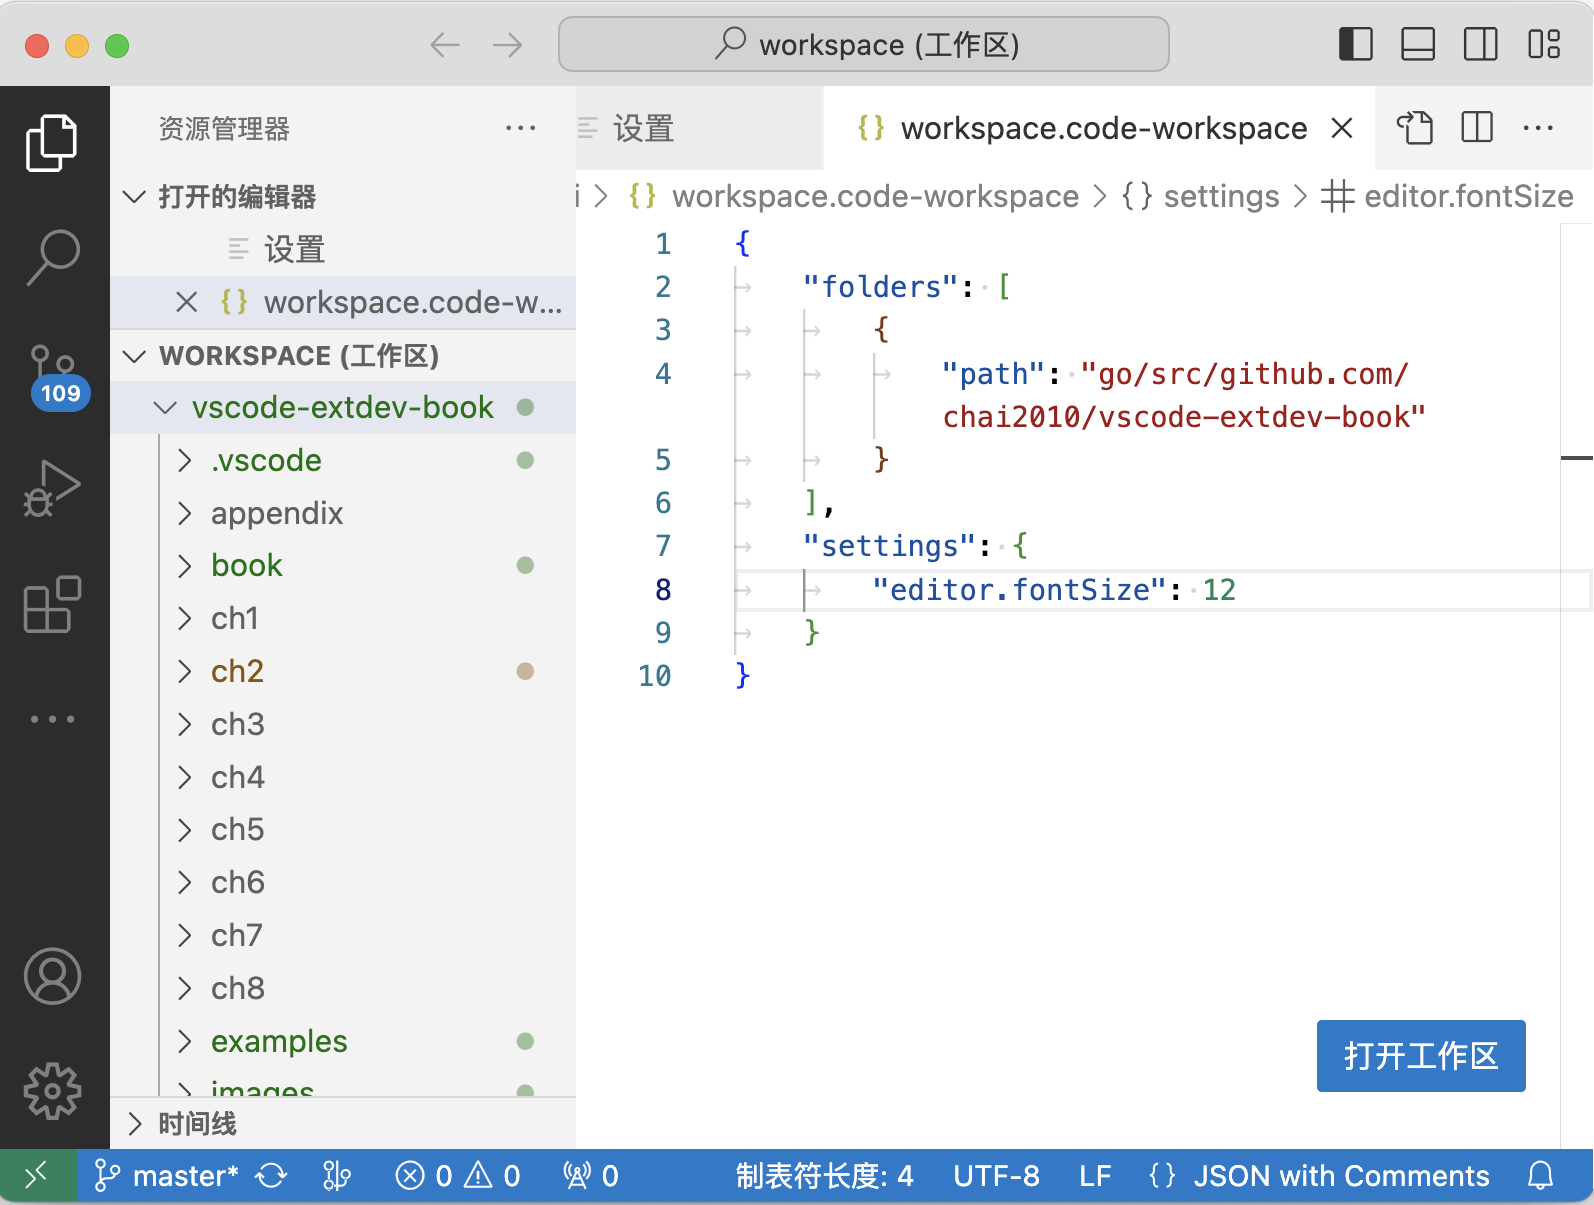 workspace (工作区)
资源管理器
打开的编辑器
设置
workspace.code-w...
WORKSPACE (工作区)
vscode-extdev-book
.vscode
appendix
book
ch1
ch2
ch3
ch4
ch5
ch6
ch7
ch8
examples
images
时间线
109
设置
workspace.code-workspace
i > {} workspace.code-workspace > {} settings > # editor.fontSize
1 {
2 "folders": [
3 {
4 "path": "go/src/github.com/
chai2010/vscode-extdev-book"
5 }
6 ],
7 "settings": {
8 "editor.fontSize": 12
9 }
10 }
打开工作区
master* 0 0 0 制表符长度: 4 UTF-8 LF {} JSON with Comments